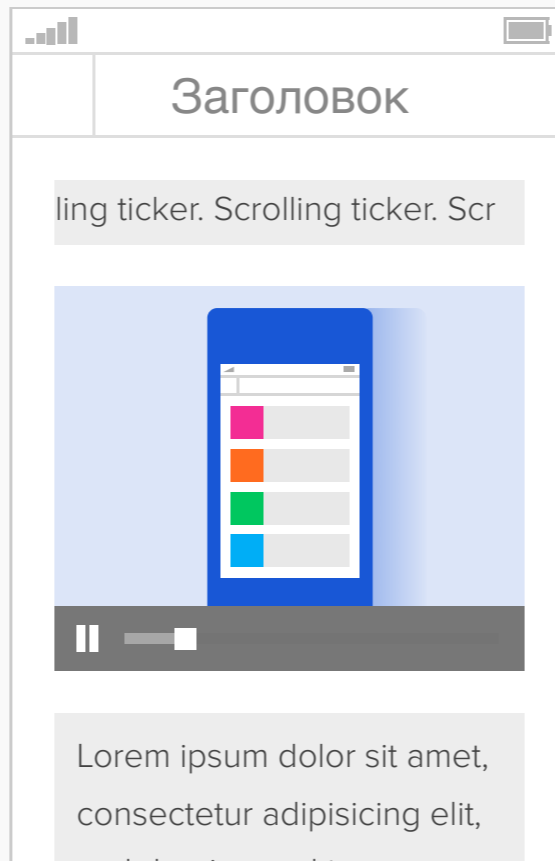 Заголовок
ling ticker. Scrolling ticker. Scr
Lorem ipsum dolor sit amet,
consectetur adipisicing elit,